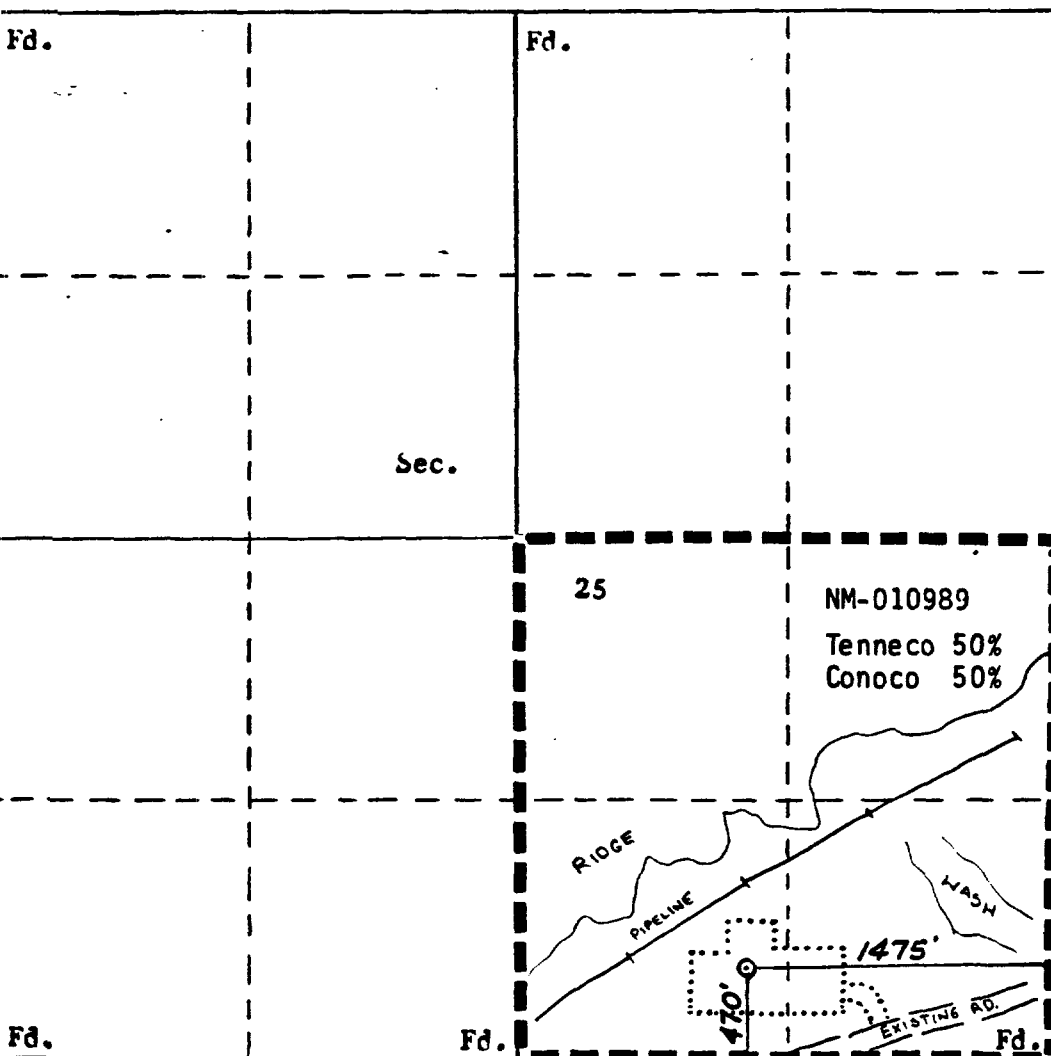 Fd.
Fd.
Sec.
25
NM-010989
Tenneco 50%
Conoco 50%
RIDGE
WASH
PIPELINE
1475'
470'
EXISTING RD.
Fd.
Fd.
Fd.